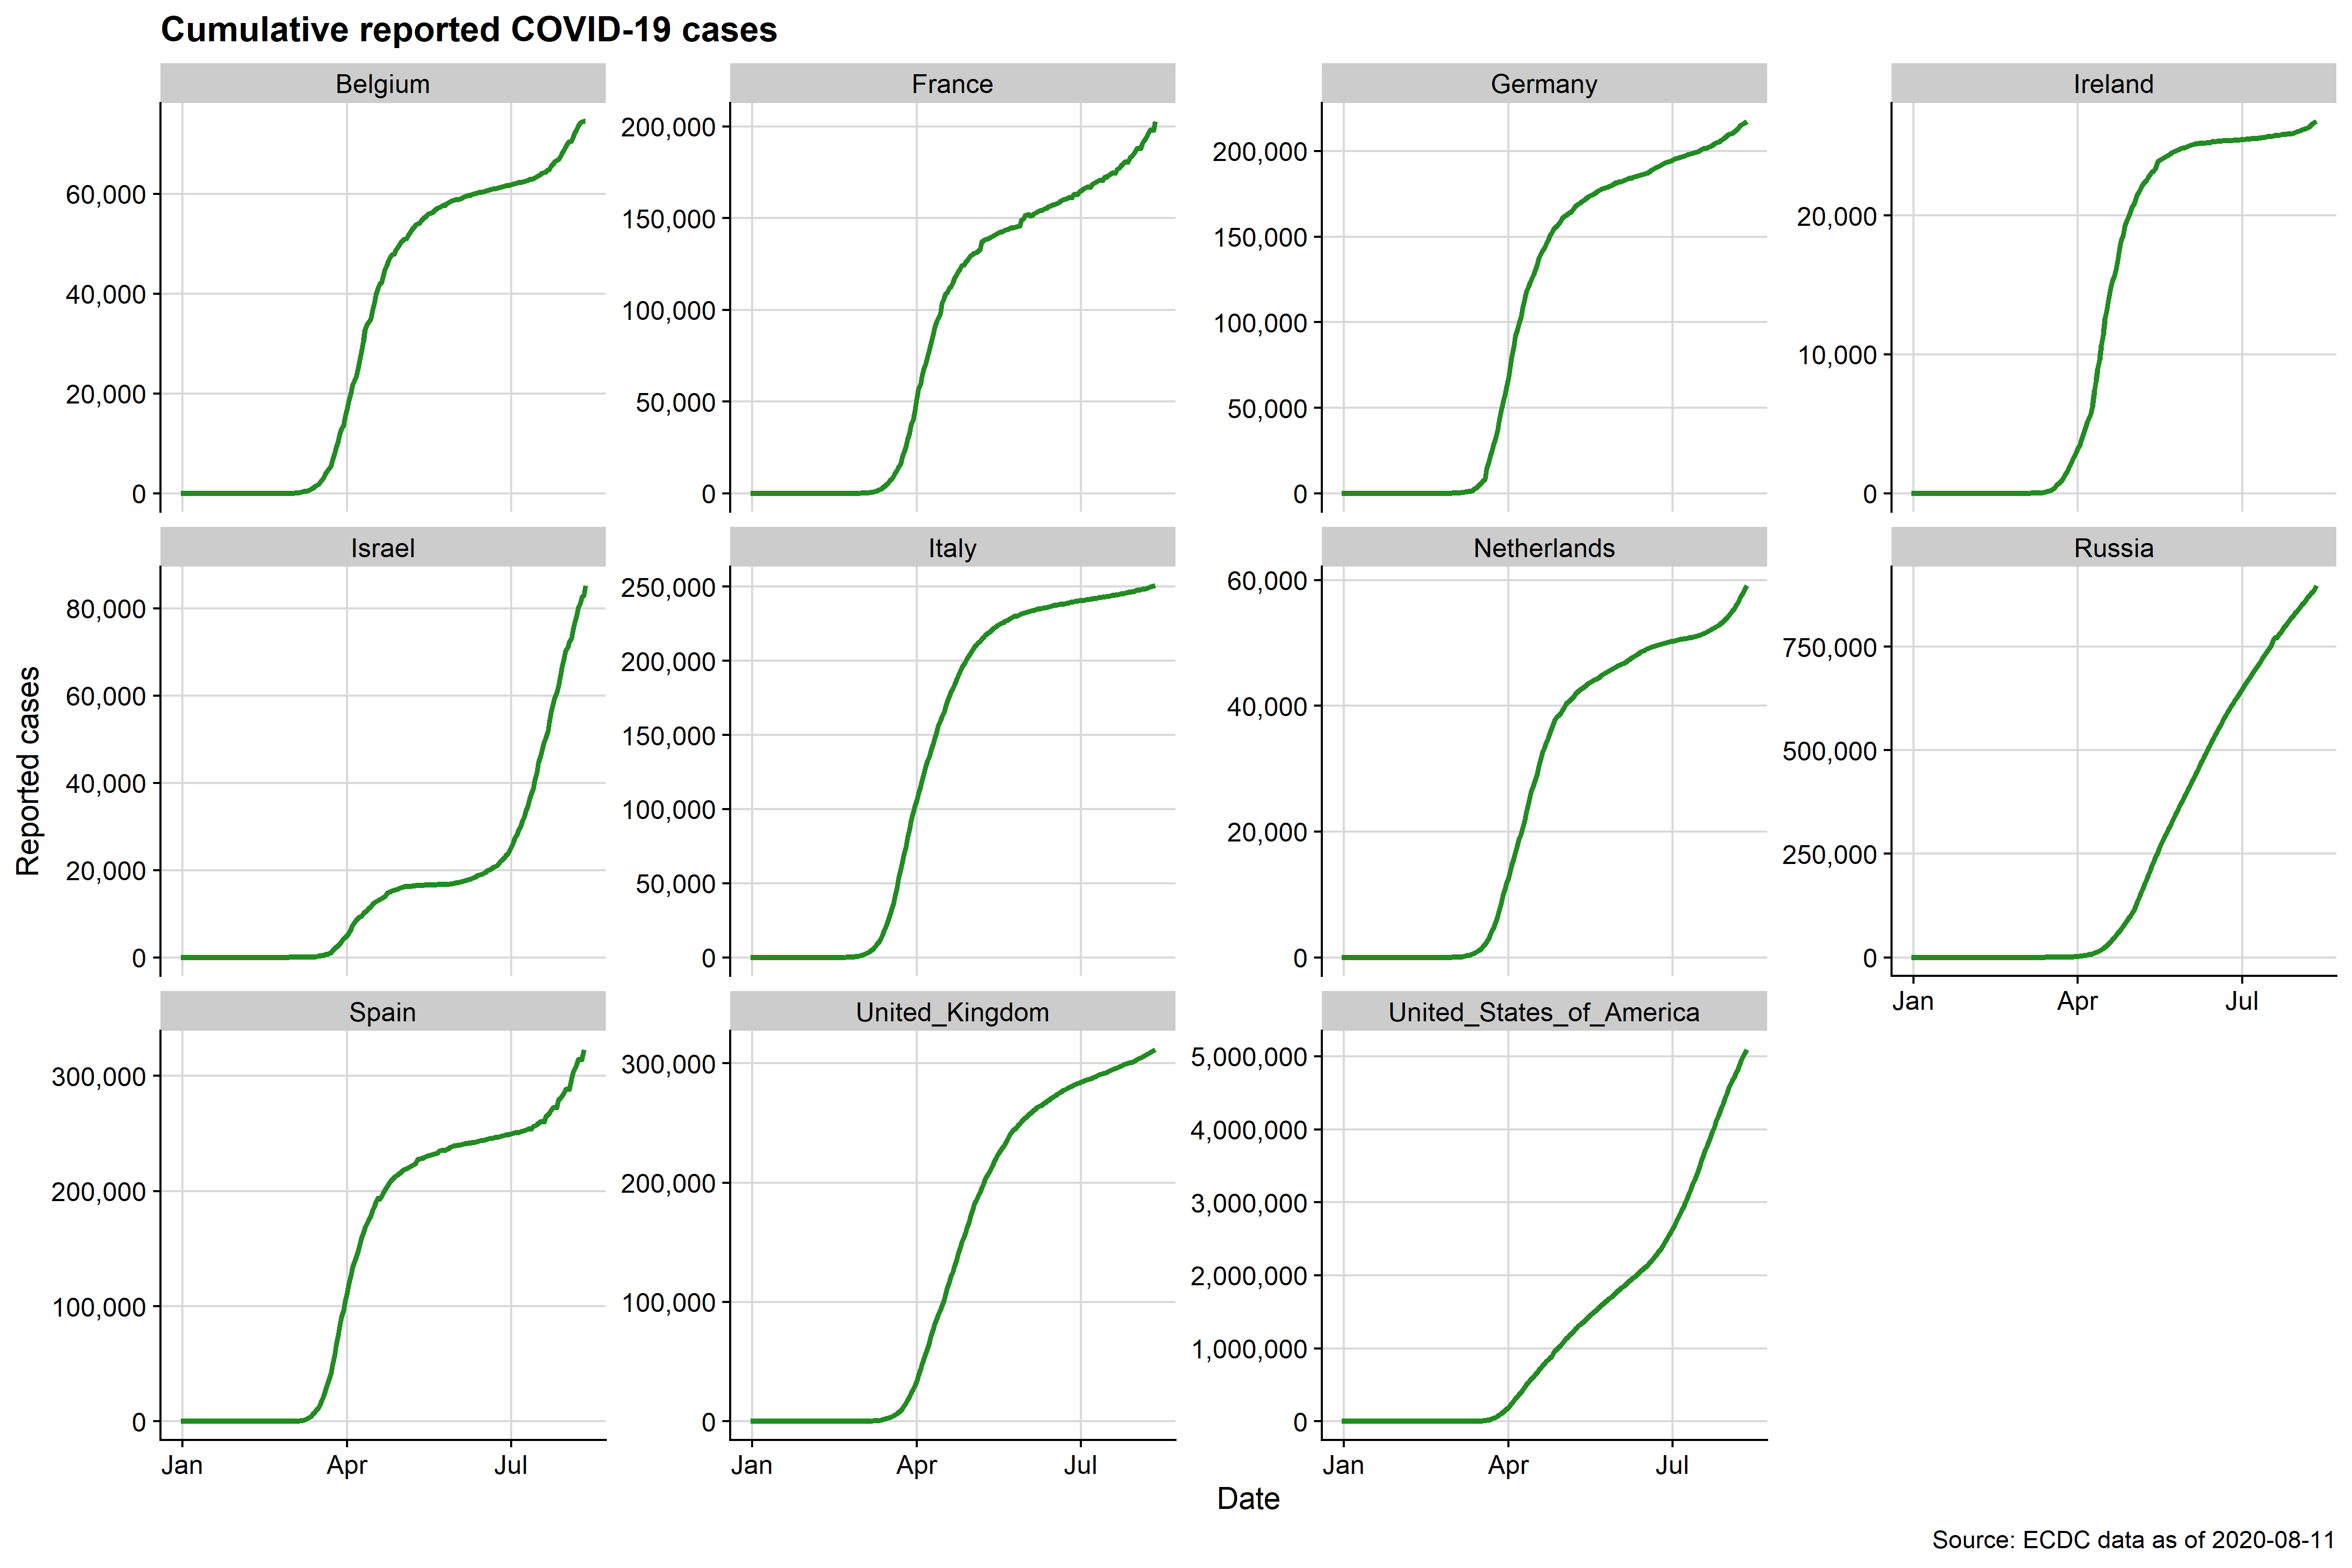 Cumulative reported COVID-19 cases
Belgium
France
Germany
Ireland
60,000
40,000
20,000
0
200,000
150,000
100,000
50,000
0
200,000
150,000
100,000
50,000
0
20,000
10,000
0
Reported cases
Israel
Italy
Netherlands
Russia
80,000
60,000
40,000
20,000
0
250,000
200,000
150,000
100,000
50,000
0
60,000
40,000
20,000
0
750,000
500,000
250,000
0
Jan Apr Jul
Spain
United_Kingdom
United_States_of_America
300,000
200,000
100,000
0
300,000
200,000
100,000
0
5,000,000
4,000,000
3,000,000
2,000,000
1,000,000
0
Jan Apr Jul
Jan Apr Jul
Jan Apr Jul
Date
Source: ECDC data as of 2020-08-11